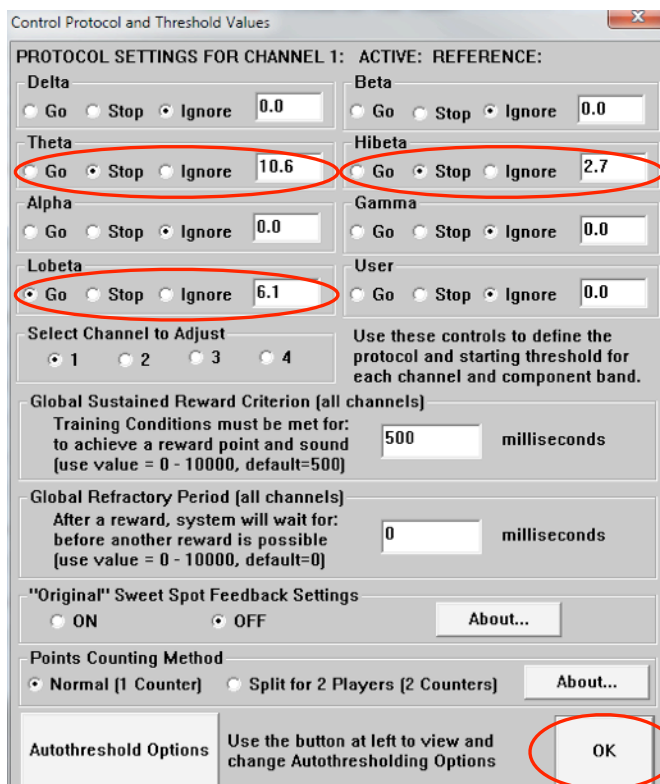 Control Protocol and Threshold Values
PROTOCOL SETTINGS FOR CHANNEL 1: ACTIVE: REFERENCE:
Delta
Go Stop Ignore 0.0
Beta
Go Stop Ignore 0.0
Theta
Go Stop Ignore 10.6
Hibeta
Go Stop Ignore 2.7
Alpha
Go Stop Ignore 0.0
Gamma
Go Stop Ignore 0.0
Lobeta
Go Stop Ignore 6.1
User
Go Stop Ignore 0.0
Select Channel to Adjust
1 2 3 4
Use these controls to define the
protocol and starting threshold for
each channel and component band.
Global Sustained Reward Criterion (all channels)
Training Conditions must be met for:
to achieve a reward point and sound
(use value = 0 - 10000, default=500)
500 milliseconds
Global Refractory Period (all channels)
After a reward, system will wait for:
before another reward is possible
(use value = 0 - 10000, default=0)
0 milliseconds
"Original" Sweet Spot Feedback Settings
ON OFF About...
Points Counting Method
Normal (1 Counter) Split for 2 Players (2 Counters) About...
Autothreshold Options
Use the button at left to view and
change Autothresholding Options
OK